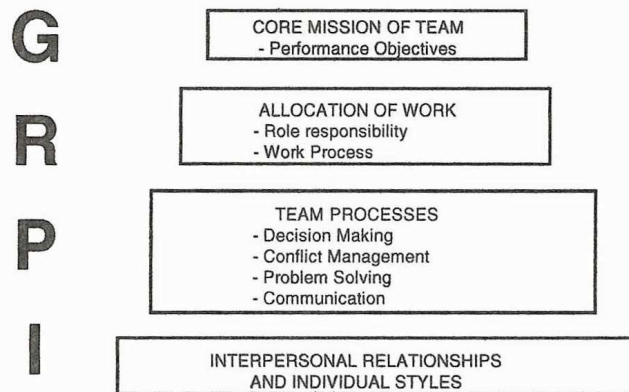 G
CORE MISSION OF TEAM
- Performance Objectives
R
ALLOCATION OF WORK
- Role responsibility
- Work Process
P
TEAM PROCESSES
- Decision Making
- Conflict Management
- Problem Solving
- Communication
I
INTERPERSONAL RELATIONSHIPS
AND INDIVIDUAL STYLES